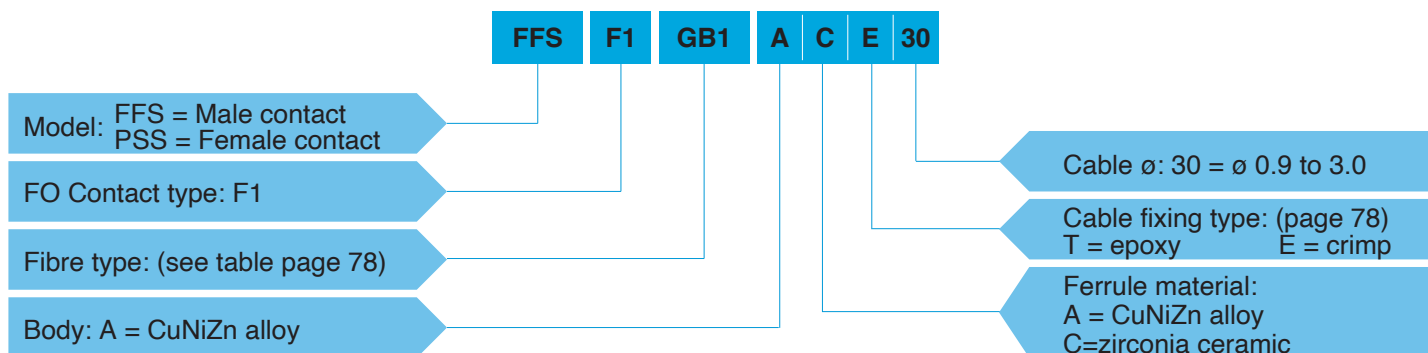 FFS F1 GB1 A C E 30
Model: FFS = Male contact
PSS = Female contact
FO Contact type: F1
Fibre type: (see table page 78)
Body: A = CuNiZn alloy
Cable ø: 30 = ø 0.9 to 3.0
Cable fixing type: (page 78)
T = epoxy E = crimp
Ferrule material:
A = CuNiZn alloy
C=zirconia ceramic